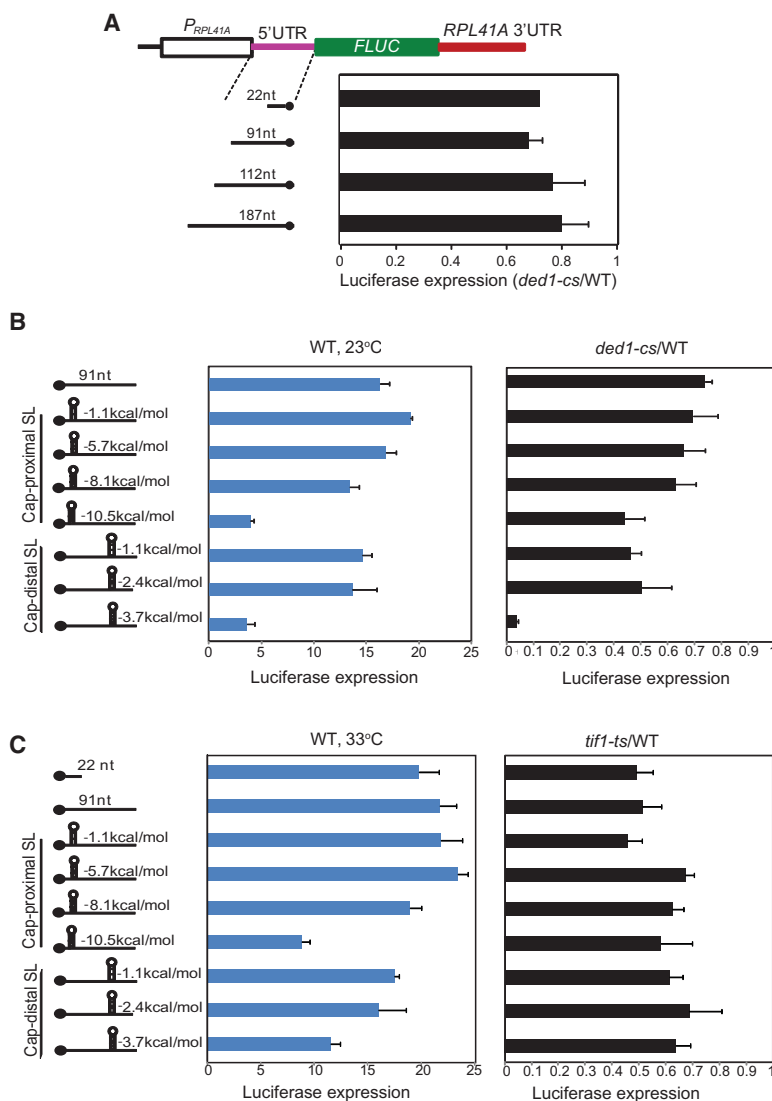 A
P_RPL41A 5'UTR FLUC RPL41A 3'UTR
22nt
91nt
112nt
187nt
0 0.2 0.4 0.6 0.8 1
Luciferase expression (ded1-cs/WT)
B
WT, 23°C
ded1-cs/WT
Cap-proximal SL
Cap-distal SL
91nt
-1.1kcal/mol
-5.7kcal/mol
-8.1kcal/mol
-10.5kcal/mol
-1.1kcal/mol
-2.4kcal/mol
-3.7kcal/mol
0 5 10 15 20 25
0 0.1 0.2 0.3 0.4 0.5 0.6 0.7 0.8 0.9 1
Luciferase expression
Luciferase expression
C
WT, 33°C
tif1-ts/WT
Cap-proximal SL
Cap-distal SL
22 nt
91nt
-1.1kcal/mol
-5.7kcal/mol
-8.1kcal/mol
-10.5kcal/mol
-1.1kcal/mol
-2.4kcal/mol
-3.7kcal/mol
0 5 10 15 20 25
0 0.1 0.2 0.3 0.4 0.5 0.6 0.7 0.8 0.9 1
Luciferase expression
Luciferase expression